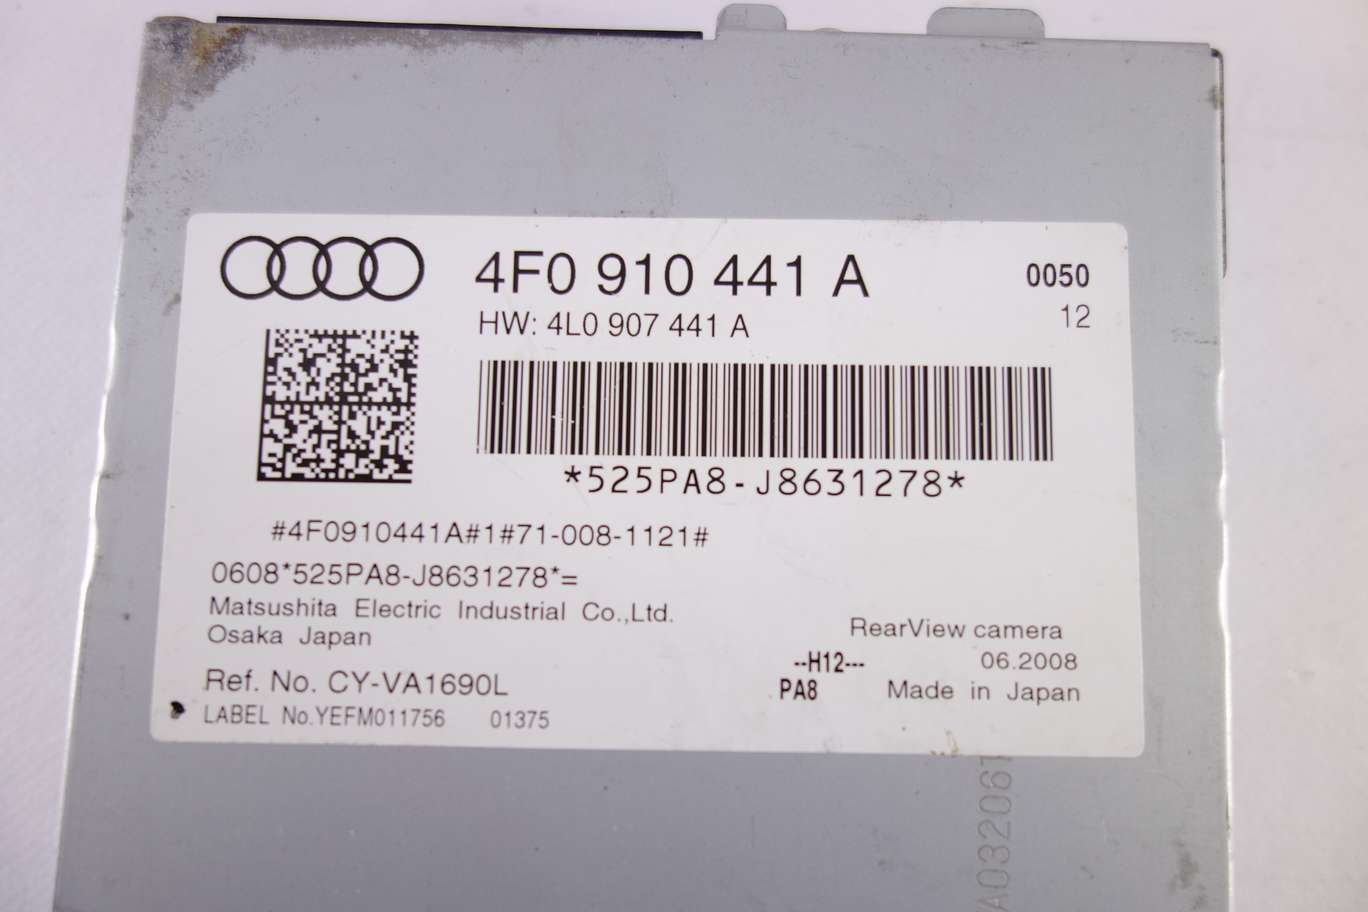 4F0 910 441 A
0050
HW: 4L0 907 441 A
12
*525PA8-J8631278*
#4F0910441A#1#71-008-1121#
0608*525PA8-J8631278*=
Matsushita Electric Industrial Co.,Ltd.
Osaka Japan
RearView camera
--H12---
06.2008
Ref. No. CY-VA1690L
PA8
Made in Japan
LABEL No.YEFM011756
01375